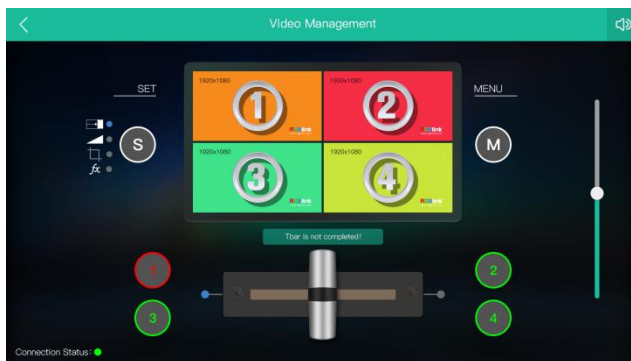 Video Management
SET
MENU
1920x1080
1920x1080
1
2
1920x1080
1920x1080
3
4
S
M
fx
Tbar is not completed!
1
2
3
4
Connection Status: